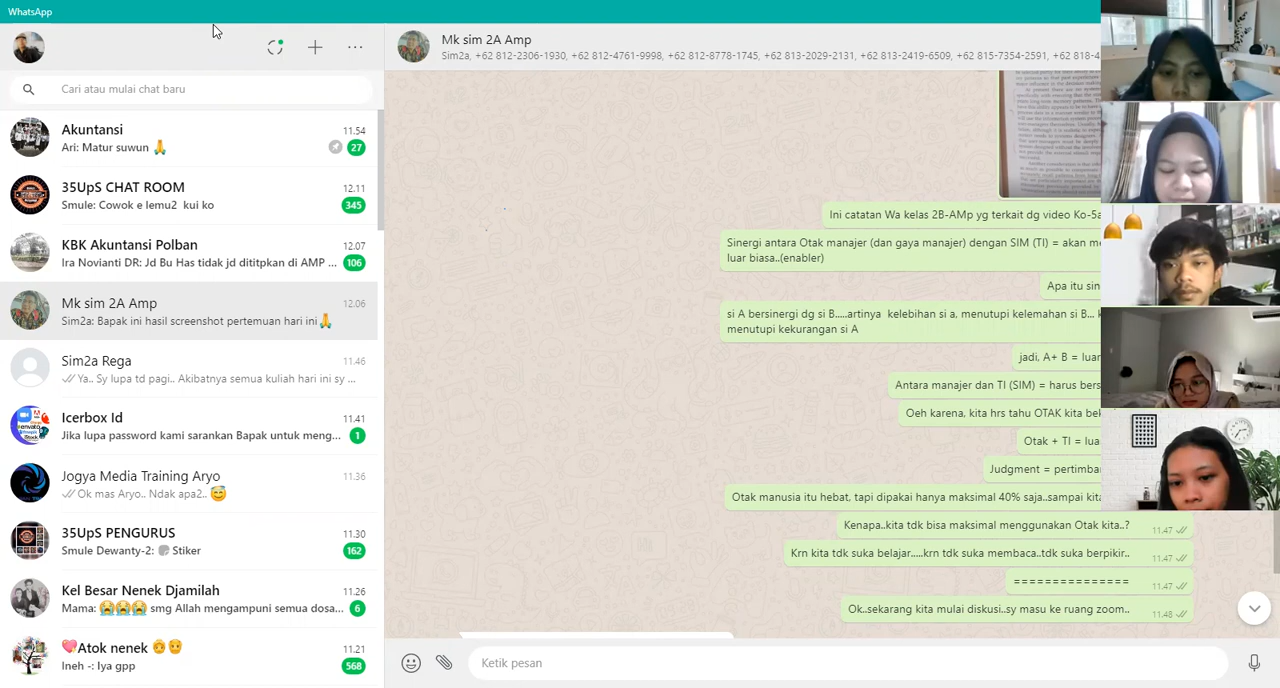 WhatsApp
Cari atau mulai chat baru
Akuntansi
11.54
Ari: Matur suwun 🙏
27
35UpS CHAT ROOM
12.11
Smule: Cowok e lemu2 kui ko
345
KBK Akuntansi Polban
12.07
Ira Novianti DR: Jd Bu Has tidak jd dititpkan di AMP ...
106
Mk sim 2A Amp
12.06
Sim2a: Bapak ini hasil screenshot pertemuan hari ini🙏
Sim2a Rega
11.46
Ya.. Sy lupa td pagi.. Akibatnya semua kuliah hari ini sy ...
Icerbox Id
11.41
Jika lupa password kami sarankan Bapak untuk meng...
1
Jogya Media Training Aryo
11.36
Ok mas Aryo.. Ndak apa2.. 😇
35UpS PENGURUS
11.30
Smule Dewanty-2: Stiker
162
Kel Besar Nenek Djamilah
11.26
Mama: 😭😭😭 smg Allah mengampuni semua dosa...
6
💖Atok nenek 👵👴
11.21
Ineh -: Iya gpp
568
Mk sim 2A Amp
Sim2a, +62 812-2306-1930, +62 812-4761-9998, +62 812-8778-1745, +62 813-2029-2131, +62 813-2419-6509, +62 815-7354-2591, +62 818-4
Ini catatan Wa kelas 2B-AMp yg terkait dg video Ko-5a
Sinergi antara Otak manajer (dan gaya manajer) dengan SIM (TI) = akan me
luar biasa..(enabler)
Apa itu sin
si A bersinergi dg si B.....artinya kelebihan si a, menutupi kelemahan si B...
menutupi kekurangan si A
jadi, A+ B = luar
Antara manajer dan TI (SIM) = harus bers
Oeh karena, kita hrs tahu OTAK kita bek
Otak + TI = lua
Judgment = pertimb
Otak manusia itu hebat, tapi dipakai hanya maksimal 40% saja..sampai kita
Kenapa..kita tdk bisa maksimal menggunakan Otak kita..?
11.47
Krn kita tdk suka belajar.....krn tdk suka membaca..tdk suka berpikir..
11.47
===============
11.47
Ok..sekarang kita mulai diskusi..sy masu ke ruang zoom..
11.48
Ketik pesan